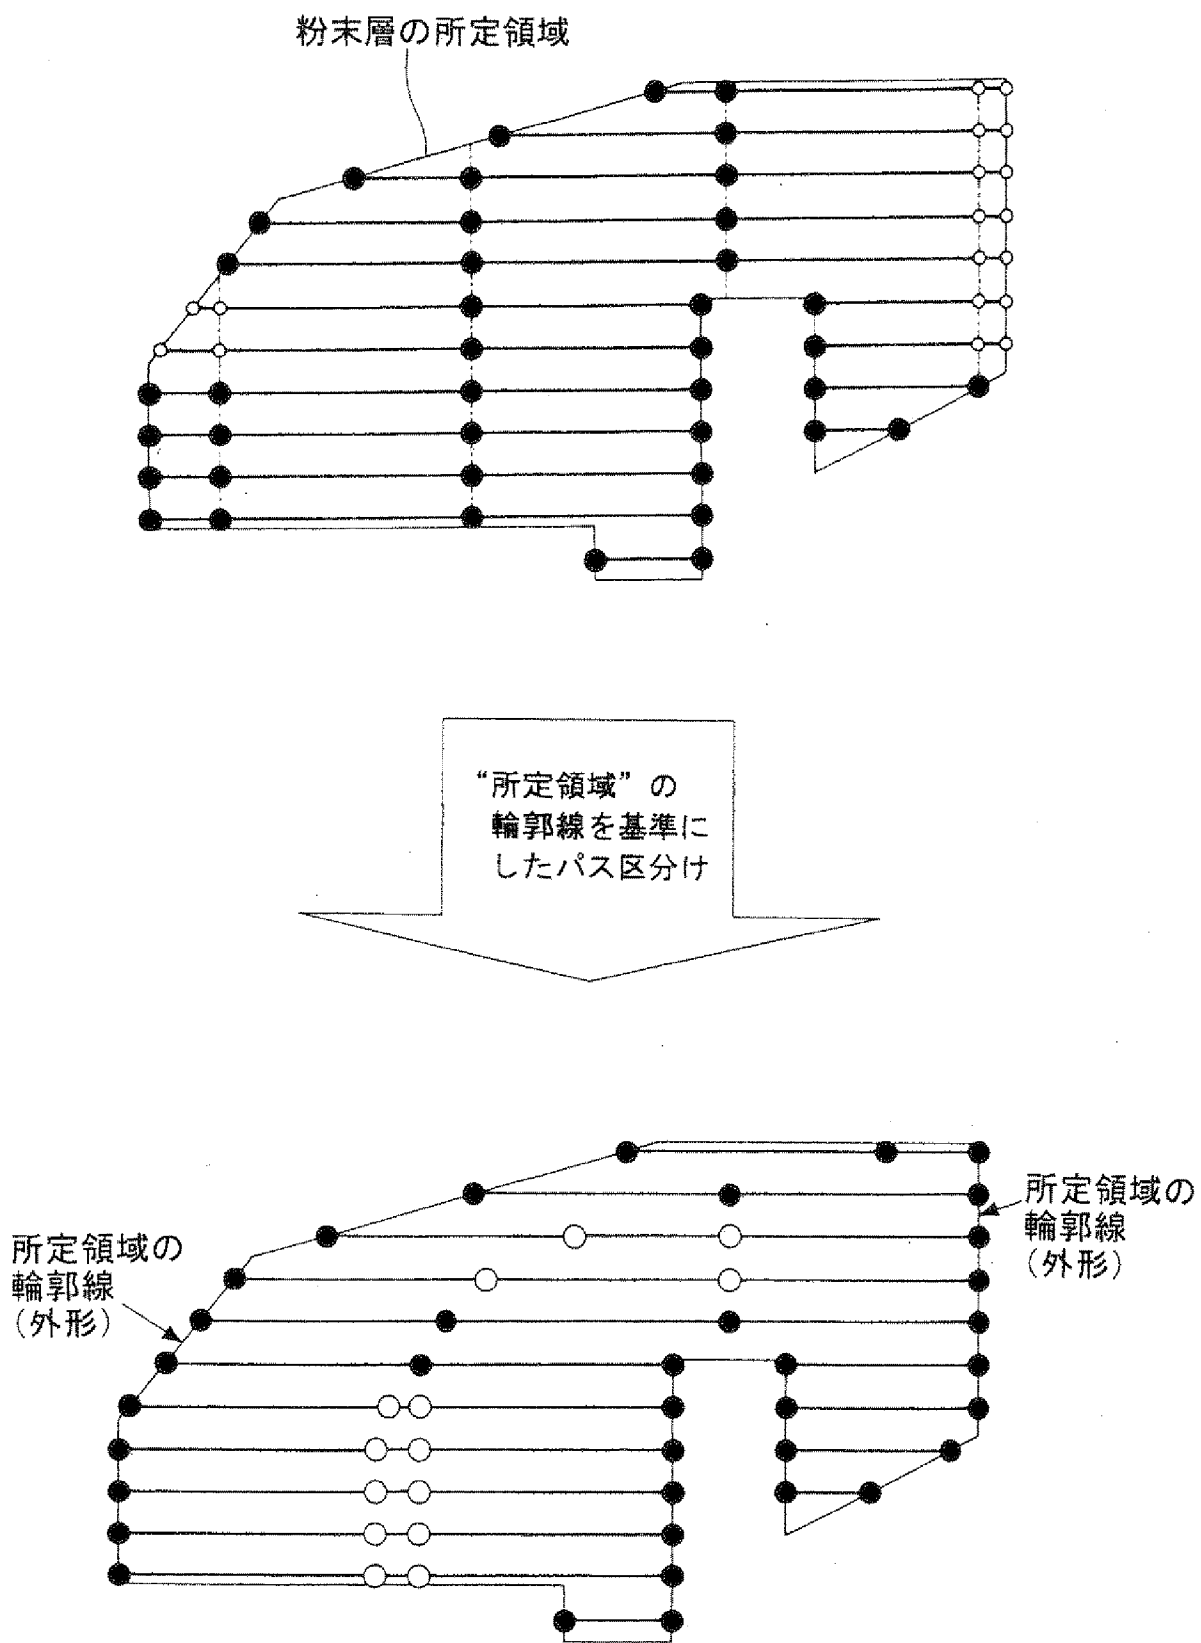 粉末層の所定領域
“所定領域”の
輪郭線を基準に
したパス区分け
所定領域の
輪郭線
(外形)
所定領域の
輪郭線
(外形)